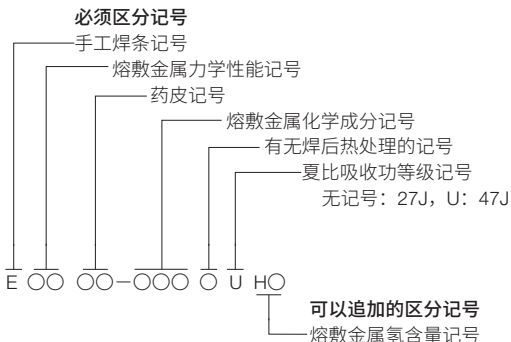 必须区分记号
手工焊条记号
熔敷金属力学性能记号
药皮记号
熔敷金属化学成分记号
有无焊后热处理的记号
夏比吸收功等级记号
无记号：27J，U：47J
E ○○ ○○－○○○ ○ U H○
可以追加的区分记号
熔敷金属氢含量记号